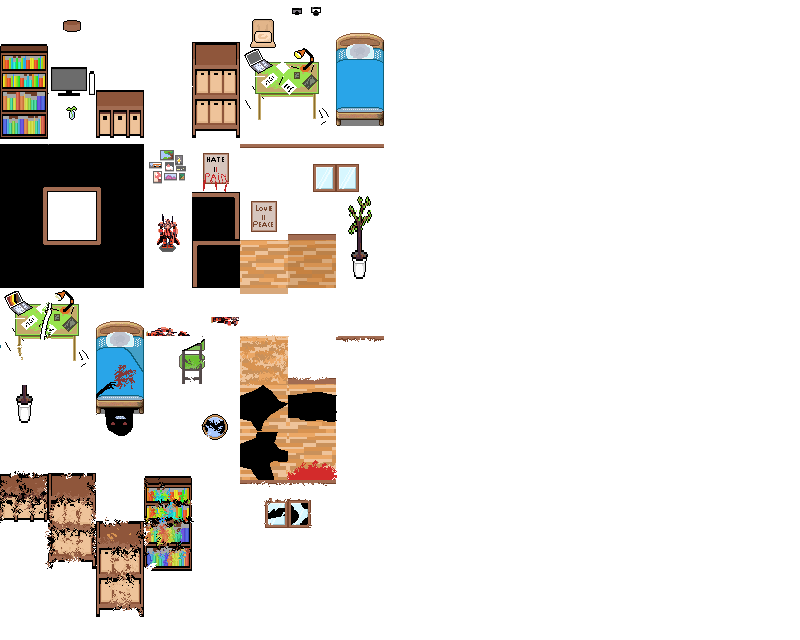 HATE
=
PAIN
LOVE
=
PEACE